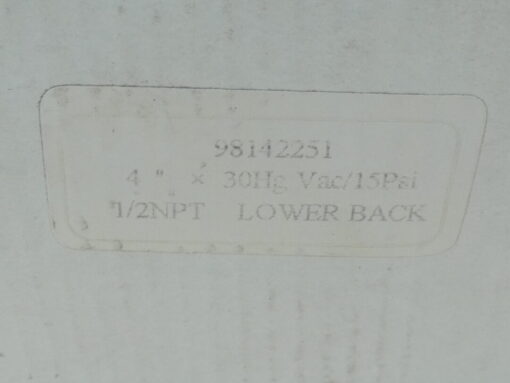 98142251
4 " × 30Hg Vac/15Psi
1/2NPT LOWER BACK